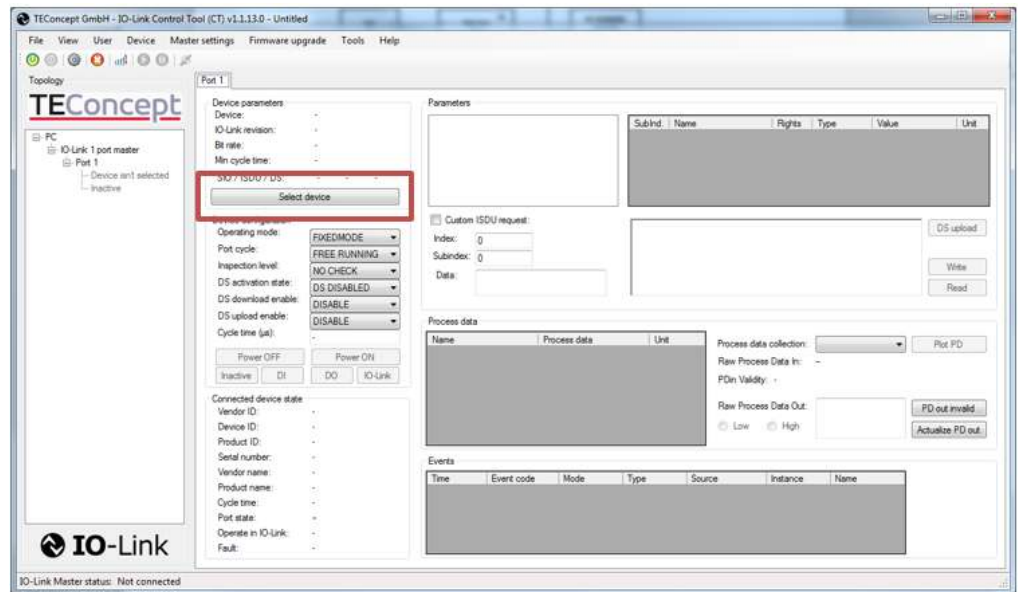 TEConcept GmbH - IO-Link Control Tool (CT) v1.1.13.0 - Untitled
File View User Device Master settings Firmware upgrade Tools Help
Topology
TEConcept
PC
IO-Link 1 port master
Port 1
Device isn't selected
Inactive
IO-Link
Port 1
Device parameters
Device: -
IO-Link revision: -
Bit rate: -
Min cycle time: -
SIO / ISDU / DS: - - -
Select device
Operating mode: FIXEDMODE
Port cycle: FREE RUNNING
Inspection level: NO CHECK
DS activation state: DS DISABLED
DS download enable: DISABLE
DS upload enable: DISABLE
Cycle time (µs): -
Power OFF Power ON
Inactive DI DO IO-Link
Connected device state
Vendor ID: -
Device ID: -
Product ID: -
Serial number: -
Vendor name: -
Product name: -
Cycle time: -
Port state: -
Operate in IO-Link: -
Fault: -
Parameters
SubInd. Name Rights Type Value Unit
Custom ISDU request:
Index: 0
Subindex: 0
Data:
DS upload
Write
Read
Process data
Name Process data Unit
Process data collection: Plot PD
Raw Process Data In: -
PDin Validity: -
Raw Process Data Out: PD out invalid
Low High Actualize PD out
Events
Time Event code Mode Type Source Instance Name
IO-Link Master status: Not connected